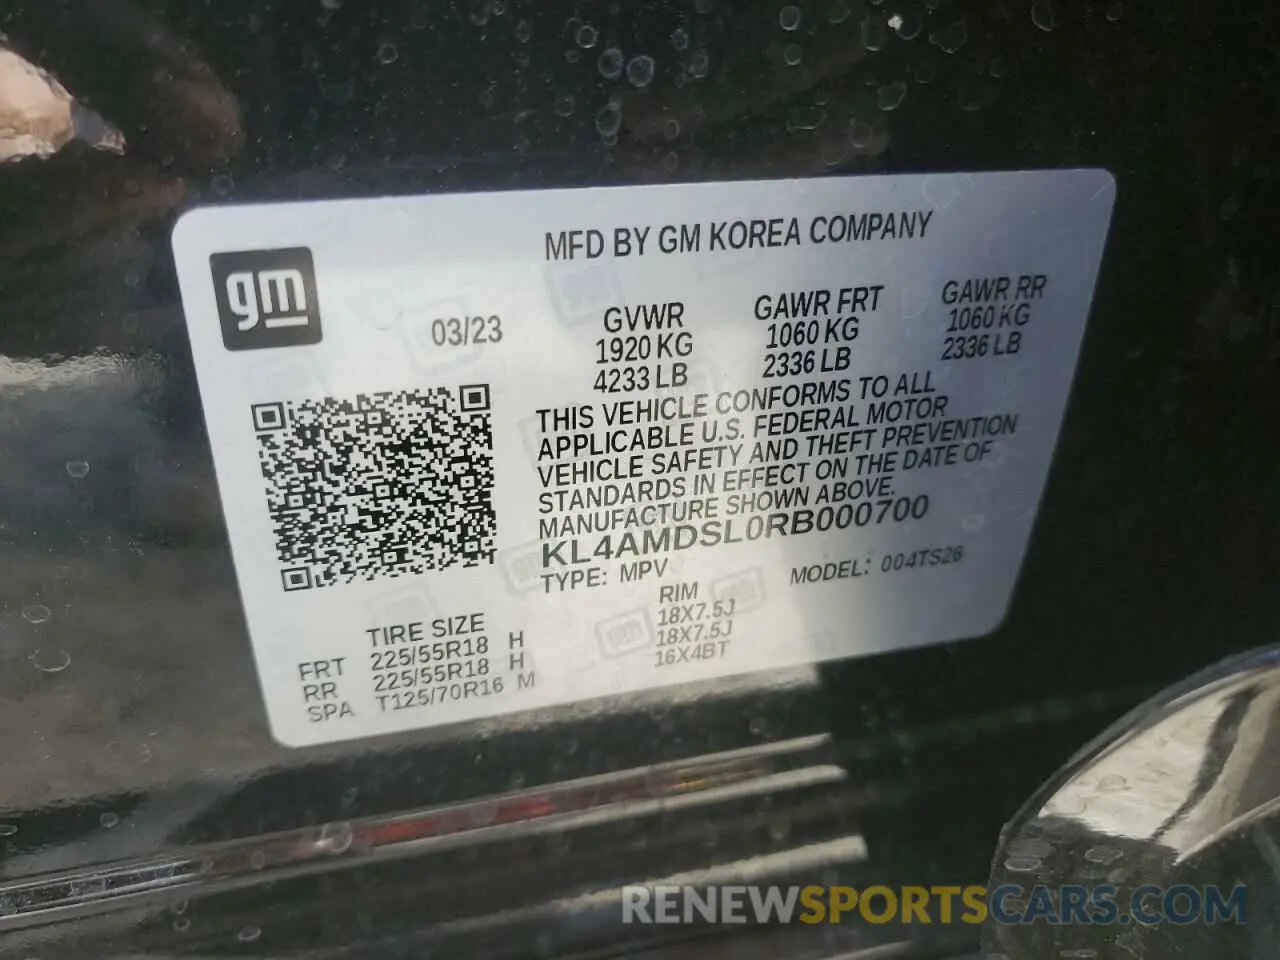 MFD BY GM KOREA COMPANY
gm
03/23
GVWR GAWR FRT GAWR RR
1920 KG 1060 KG 1060 KG
4233 LB 2336 LB 2336 LB
THIS VEHICLE CONFORMS TO ALL
APPLICABLE U.S. FEDERAL MOTOR
VEHICLE SAFETY AND THEFT PREVENTION
STANDARDS IN EFFECT ON THE DATE OF
MANUFACTURE SHOWN ABOVE.
KL4AMDSL0RB000700
TYPE: MPV MODEL: 004TS26
TIRE SIZE RIM
FRT 225/55R18 H 18X7.5J
RR 225/55R18 H 18X7.5J
SPA T125/70R16 M 16X4BT
gm
RENEWSPORTSCARS.COM